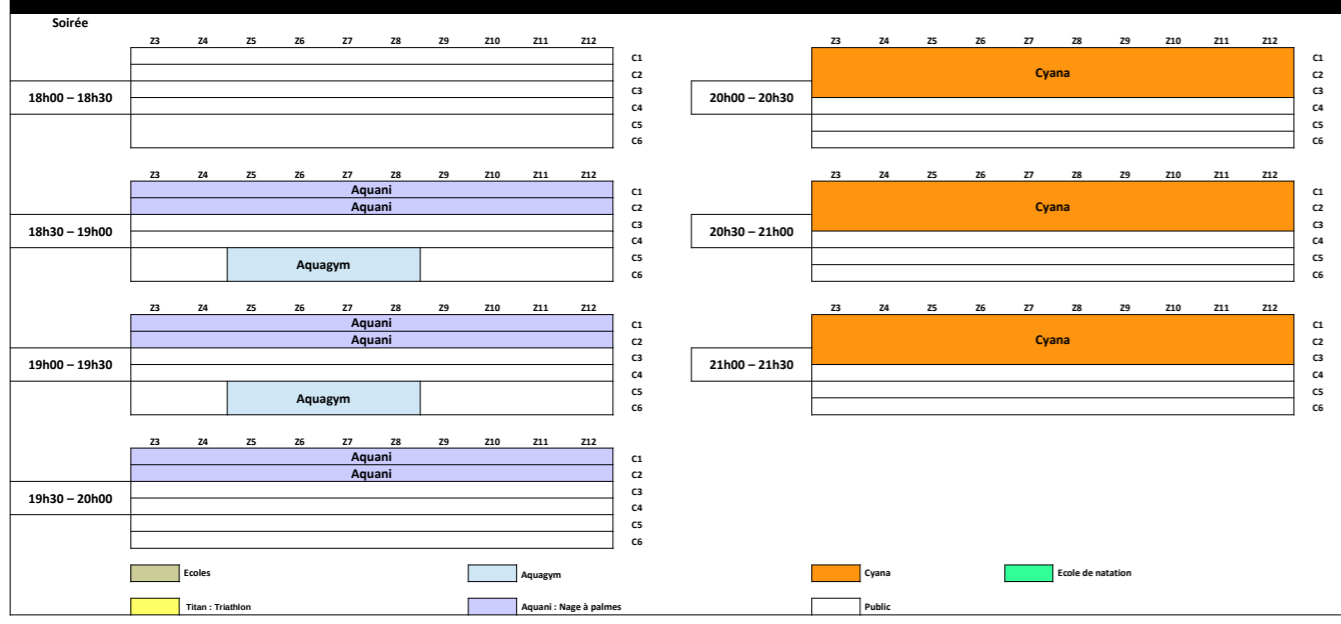 Soirée
Z3 Z4 Z5 Z6 Z7 Z8 Z9 Z10 Z11 Z12
C1
C2
18h00 – 18h30
C3
C4
C5
C6
Z3 Z4 Z5 Z6 Z7 Z8 Z9 Z10 Z11 Z12
Aquani C1
Aquani C2
18h30 – 19h00
C3
C4
Aquagym
C5
C6
Z3 Z4 Z5 Z6 Z7 Z8 Z9 Z10 Z11 Z12
Aquani C1
Aquani C2
19h00 – 19h30
C3
C4
Aquagym
C5
C6
Z3 Z4 Z5 Z6 Z7 Z8 Z9 Z10 Z11 Z12
Aquani C1
Aquani C2
19h30 – 20h00
C3
C4
C5
C6
Z3 Z4 Z5 Z6 Z7 Z8 Z9 Z10 Z11 Z12
Cyana
C1
C2
C3
20h00 – 20h30
C4
C5
C6
Z3 Z4 Z5 Z6 Z7 Z8 Z9 Z10 Z11 Z12
Cyana
C1
C2
C3
20h30 – 21h00
C4
C5
C6
Z3 Z4 Z5 Z6 Z7 Z8 Z9 Z10 Z11 Z12
Cyana
C1
C2
C3
21h00 – 21h30
C4
C5
C6
Ecoles Aquagym Cyana Ecole de natation
Titan : Triathlon Aquani : Nage à palmes Public